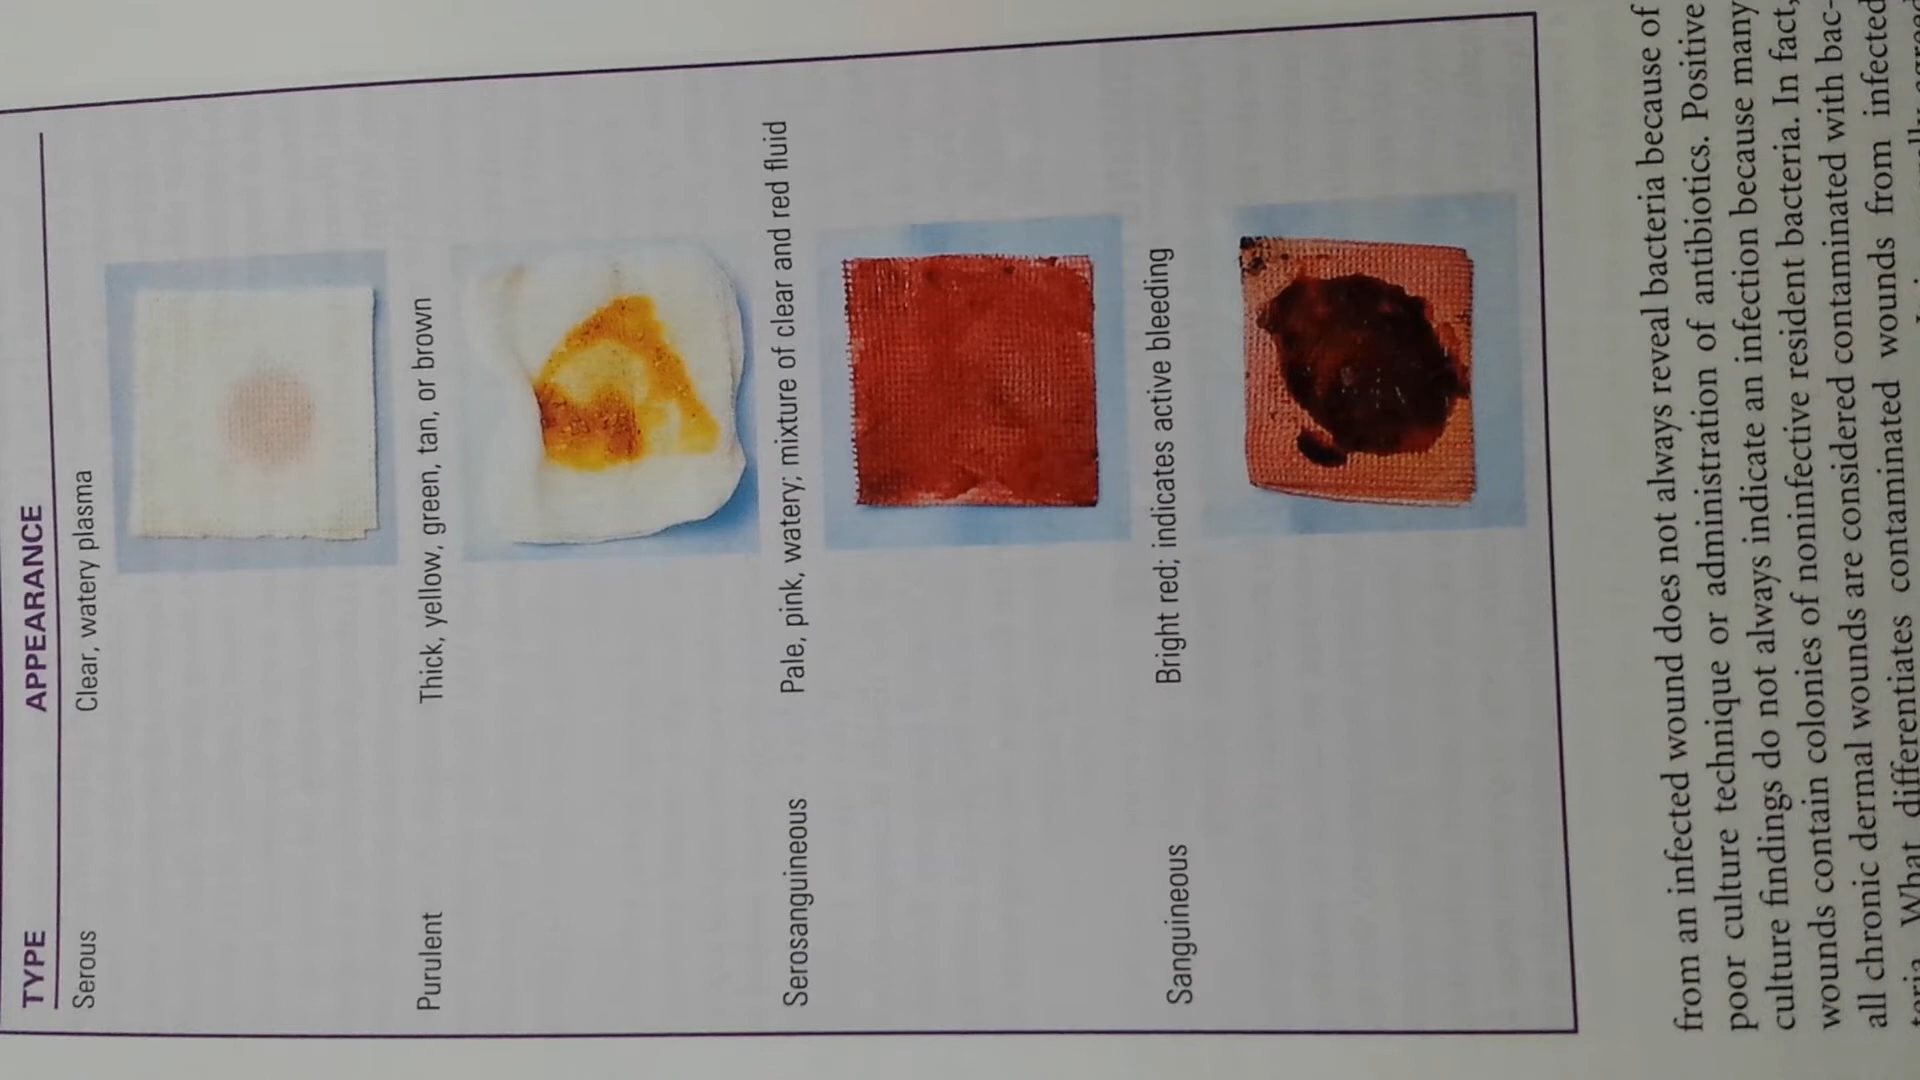 TYPE APPEARANCE
Serous Clear, watery plasma
Purulent Thick, yellow, green, tan, or brown
Serosanguineous Pale, pink, watery; mixture of clear and red fluid
Sanguineous Bright red; indicates active bleeding
from an infected wound does not always reveal bacteria because of
poor culture technique or administration of antibiotics. Positive
culture findings do not always indicate an infection because many
wounds contain colonies of noninfective resident bacteria. In fact,
all chronic dermal wounds are considered contaminated with bac-
teria. What differentiates contaminated wounds from infected